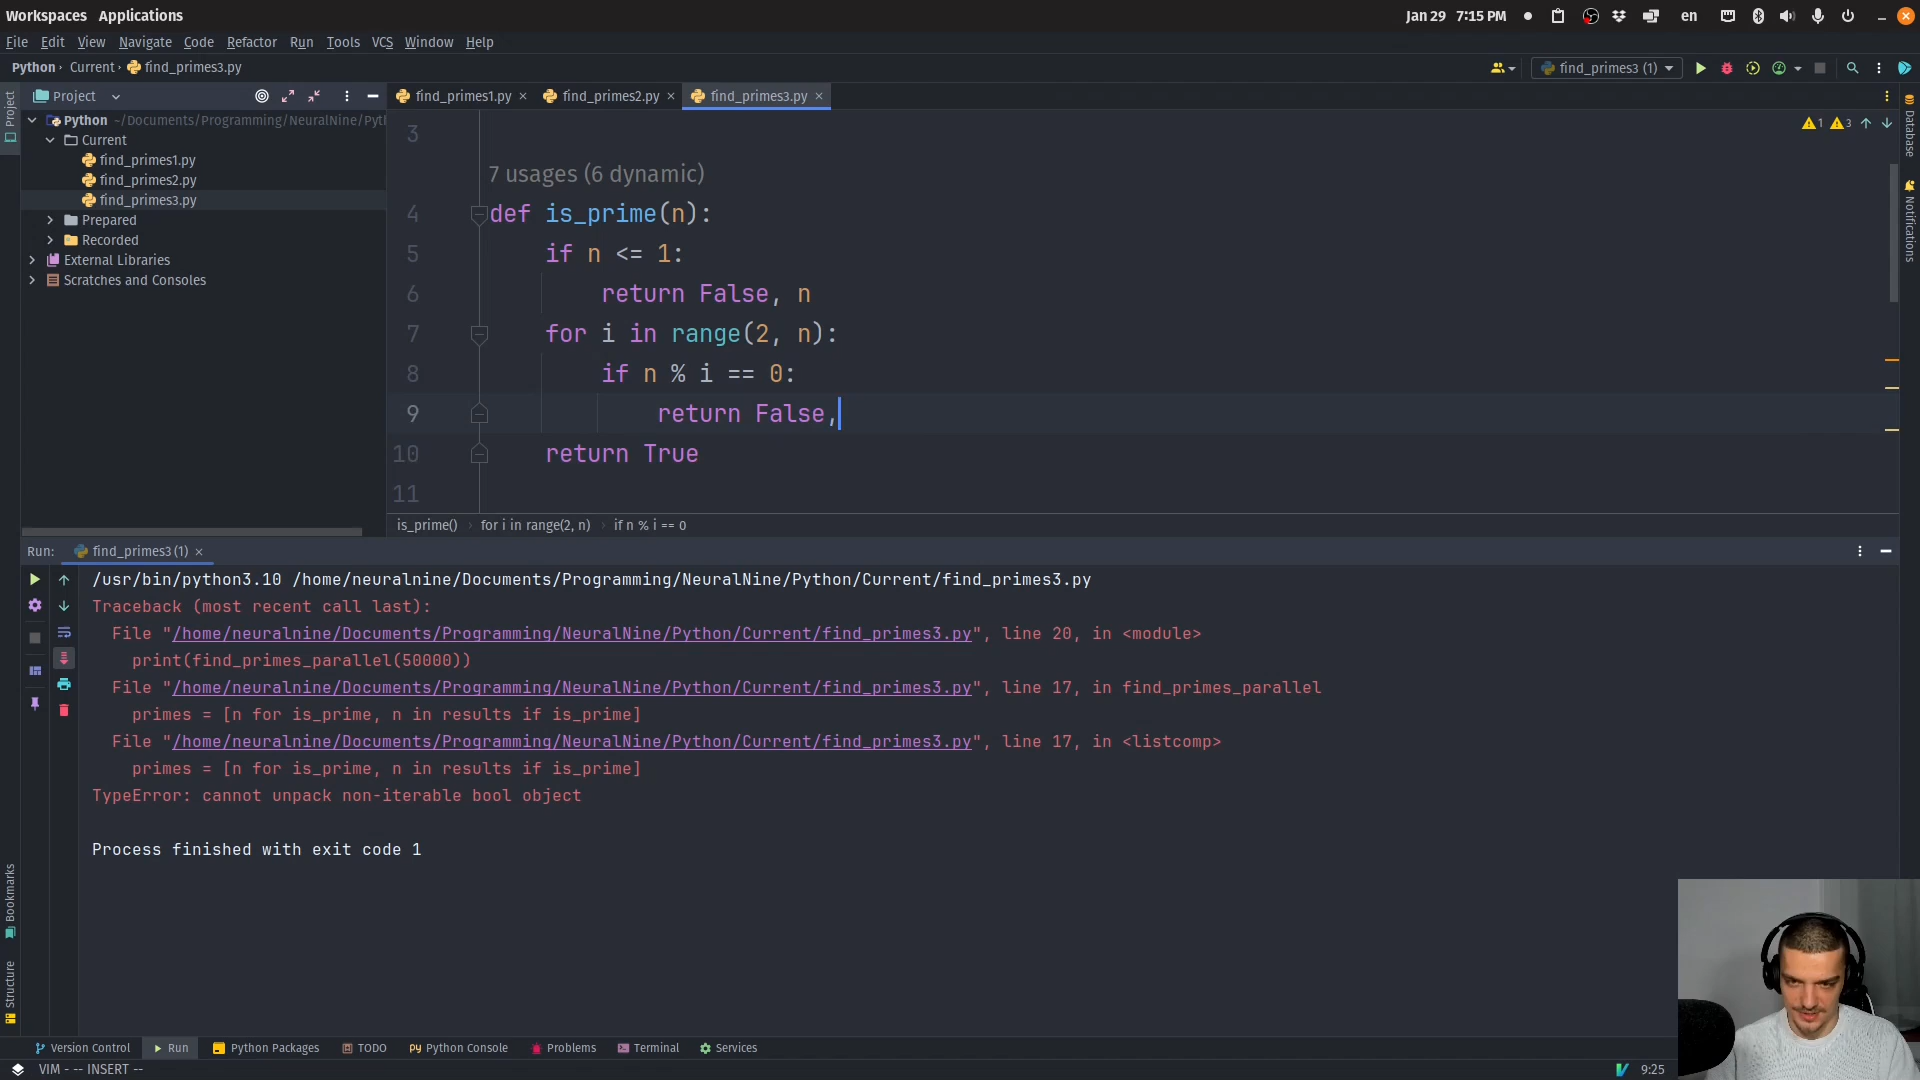 Workspaces Applications
Jan 29 7:15 PM
en
File Edit View Navigate Code Refactor Run Tools VCS Window Help
Python Current find_primes3.py
find_primes3 (1)
Project
find_primes1.py find_primes2.py find_primes3.py
Project
Python ~/Documents/Programming/NeuralNine/Pyt
Current
find_primes1.py
find_primes2.py
find_primes3.py
Prepared
Recorded
External Libraries
Scratches and Consoles
1 3
Database
Notifications
3
7 usages (6 dynamic)
4 def is_prime(n):
5 if n <= 1:
6 return False, n
7 for i in range(2, n):
8 if n % i == 0:
9 return False,
10 return True
11
is_prime() for i in range(2, n) if n % i == 0
Run: find_primes3 (1)
/usr/bin/python3.10 /home/neuralnine/Documents/Programming/NeuralNine/Python/Current/find_primes3.py
Traceback (most recent call last):
File "/home/neuralnine/Documents/Programming/NeuralNine/Python/Current/find_primes3.py", line 20, in <module>
print(find_primes_parallel(50000))
File "/home/neuralnine/Documents/Programming/NeuralNine/Python/Current/find_primes3.py", line 17, in find_primes_parallel
primes = [n for is_prime, n in results if is_prime]
File "/home/neuralnine/Documents/Programming/NeuralNine/Python/Current/find_primes3.py", line 17, in <listcomp>
primes = [n for is_prime, n in results if is_prime]
TypeError: cannot unpack non-iterable bool object
Process finished with exit code 1
Bookmarks
Structure
Version Control Run Python Packages TODO Python Console Problems Terminal Services
VIM - -- INSERT --
9:25